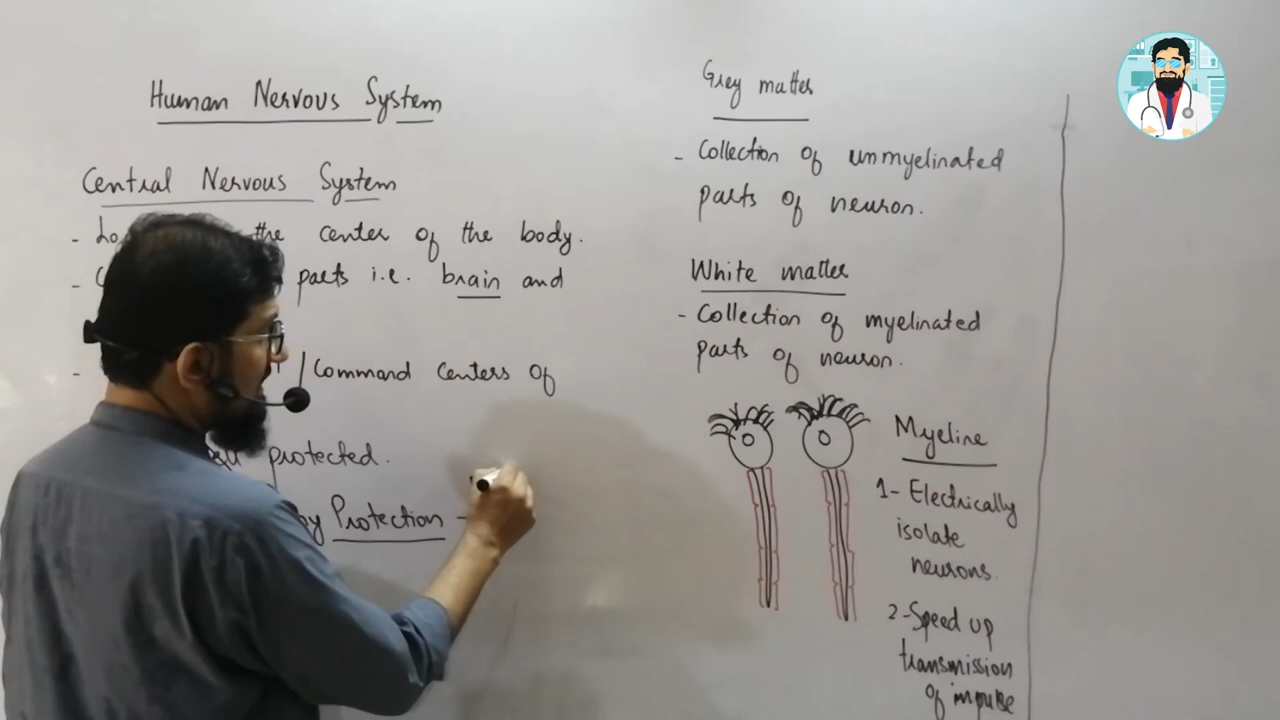 Human Nervous System
Central Nervous System
- the center of the body.
- parts i.e. brain and
- / Command centers of
protected.
by Protection -
Grey matter
- Collection of unmyelinated
parts of neuron.
White matter
- Collection of myelinated
parts of neuron.
Myeline
1- Electrically
isolate
neurons.
2- Speed up
transmission
of impulse